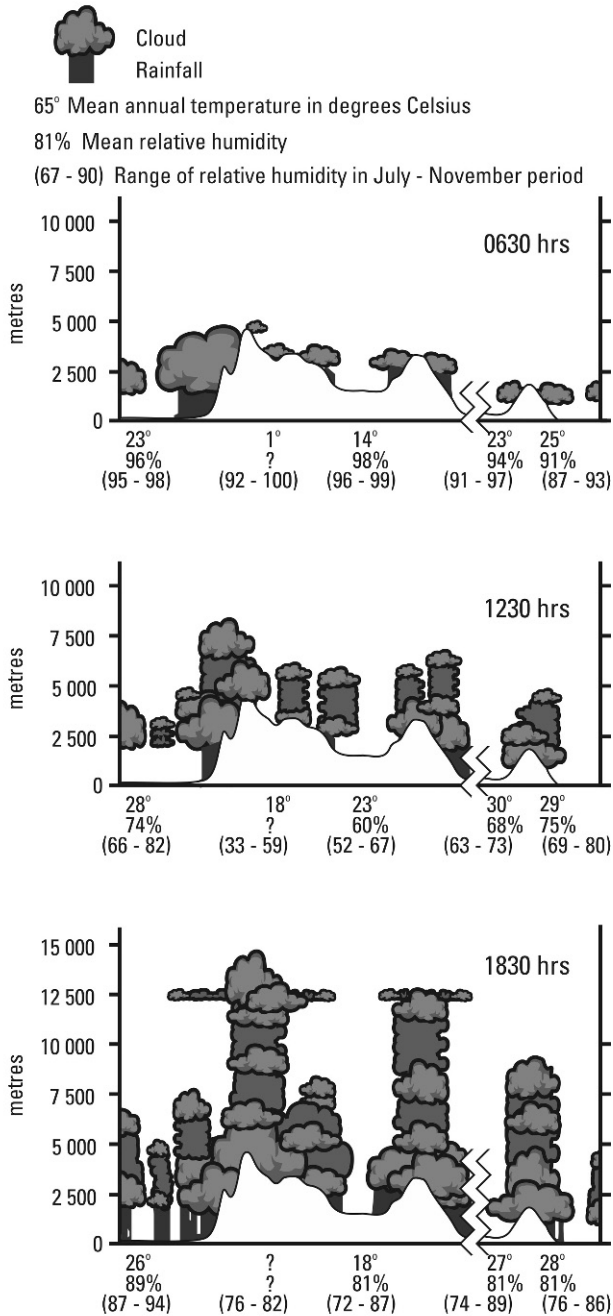 Cloud
Rainfall
65° Mean annual temperature in degrees Celsius
81% Mean relative humidity
(67 - 90) Range of relative humidity in July - November period
0630 hrs
metres
10 000
7 500
5 000
2 500
0
23° 1° 14° 23° 25°
96% ? 98% 94% 91%
(95 - 98) (92 - 100) (96 - 99) (91 - 97) (87 - 93)
1230 hrs
metres
10 000
7 500
5 000
2 500
0
28° 18° 23° 30° 29°
74% ? 60% 68% 75%
(66 - 82) (33 - 59) (52 - 67) (63 - 73) (69 - 80)
1830 hrs
metres
15 000
12 500
10 000
7 500
5 000
2 500
0
26° ? 18° 27° 28°
89% ? 81% 81% 81%
(87 - 94) (76 - 82) (72 - 87) (74 - 89) (76 - 86)